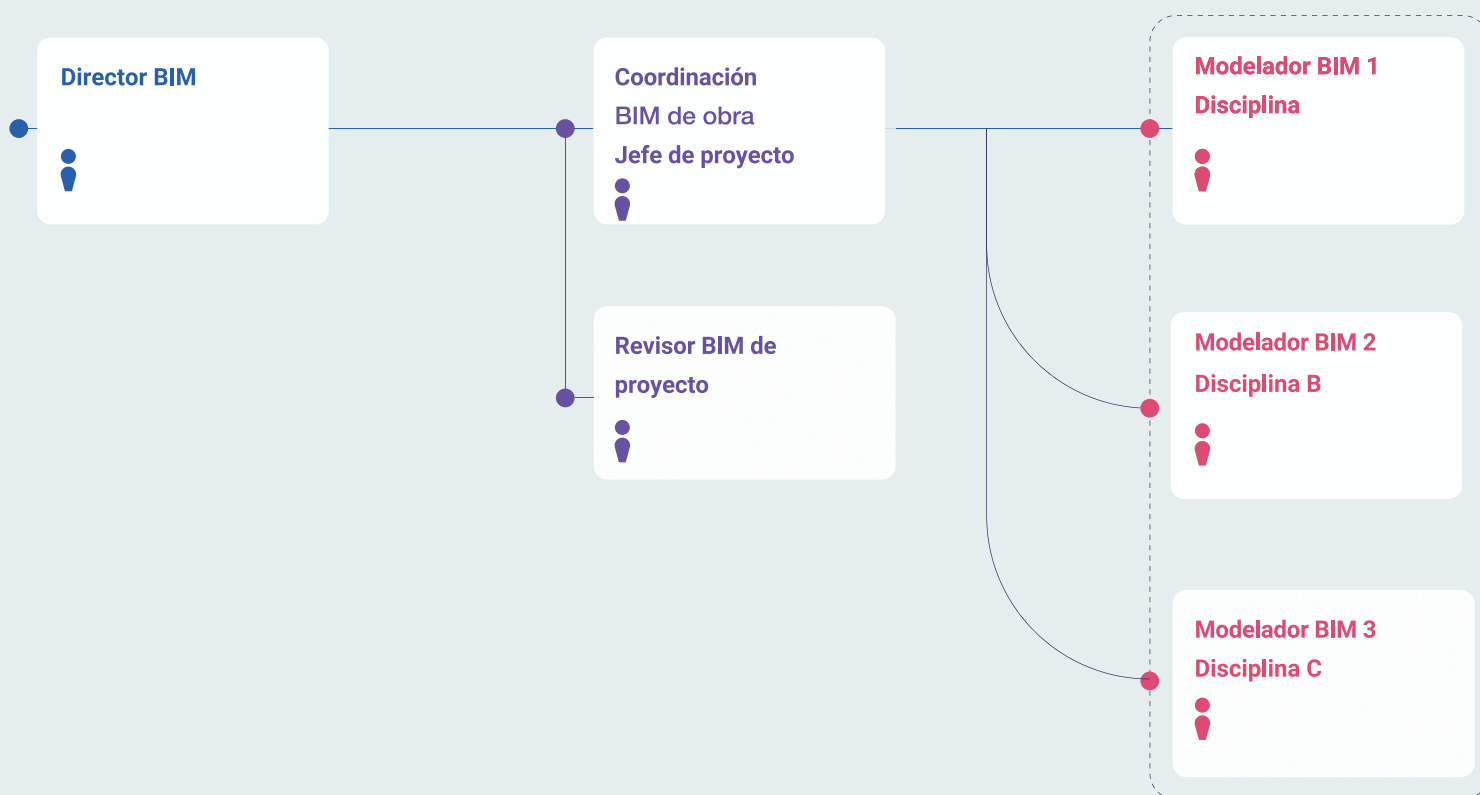 Director BIM
Coordinación
BIM de obra
Jefe de proyecto
Revisor BIM de
proyecto
Modelador BIM 1
Disciplina
Modelador BIM 2
Disciplina B
Modelador BIM 3
Disciplina C